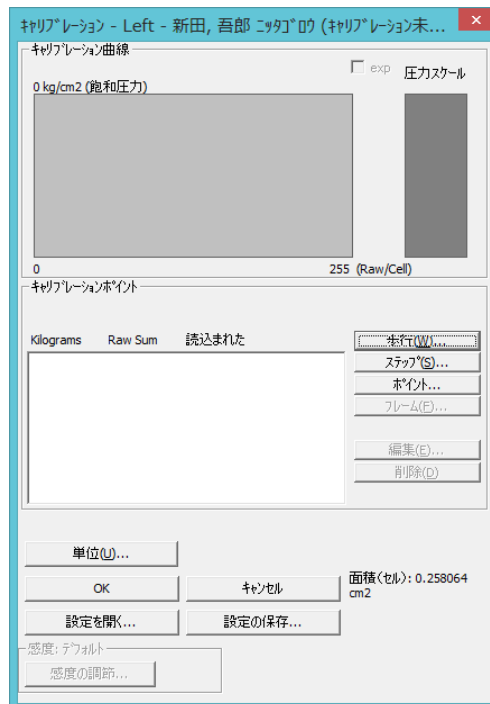 ｷｬﾘﾌﾞﾚｰｼｮﾝ - Left - 新田, 吾郎 ﾆｯﾀｺﾞﾛｳ (ｷｬﾘﾌﾞﾚｰｼｮﾝ未...
ｷｬﾘﾌﾞﾚｰｼｮﾝ曲線
exp
圧力スケール
0 kg/cm2 (飽和圧力)
0 255 (Raw/Cell)
ｷｬﾘﾌﾞﾚｰｼｮﾝﾎﾟｲﾝﾄ
Kilograms Raw Sum 読込まれた
歩行(W)...
ｽﾃｯﾌﾟ(S)...
ﾎﾟｲﾝﾄ...
フレーム(F)...
編集(E)...
削除(D)
単位(U)...
OK
ｷｬﾝｾﾙ
面積(セル): 0.258064
cm2
設定を開く...
設定の保存...
感度: ﾃﾞﾌｫﾙﾄ
感度の調節...